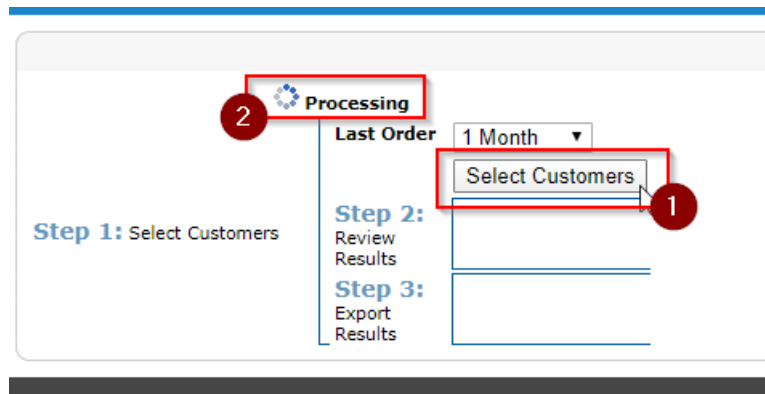 2
Processing
Last Order 1 Month
Select Customers
1
Step 1: Select Customers
Step 2:
Review
Results
Step 3:
Export
Results